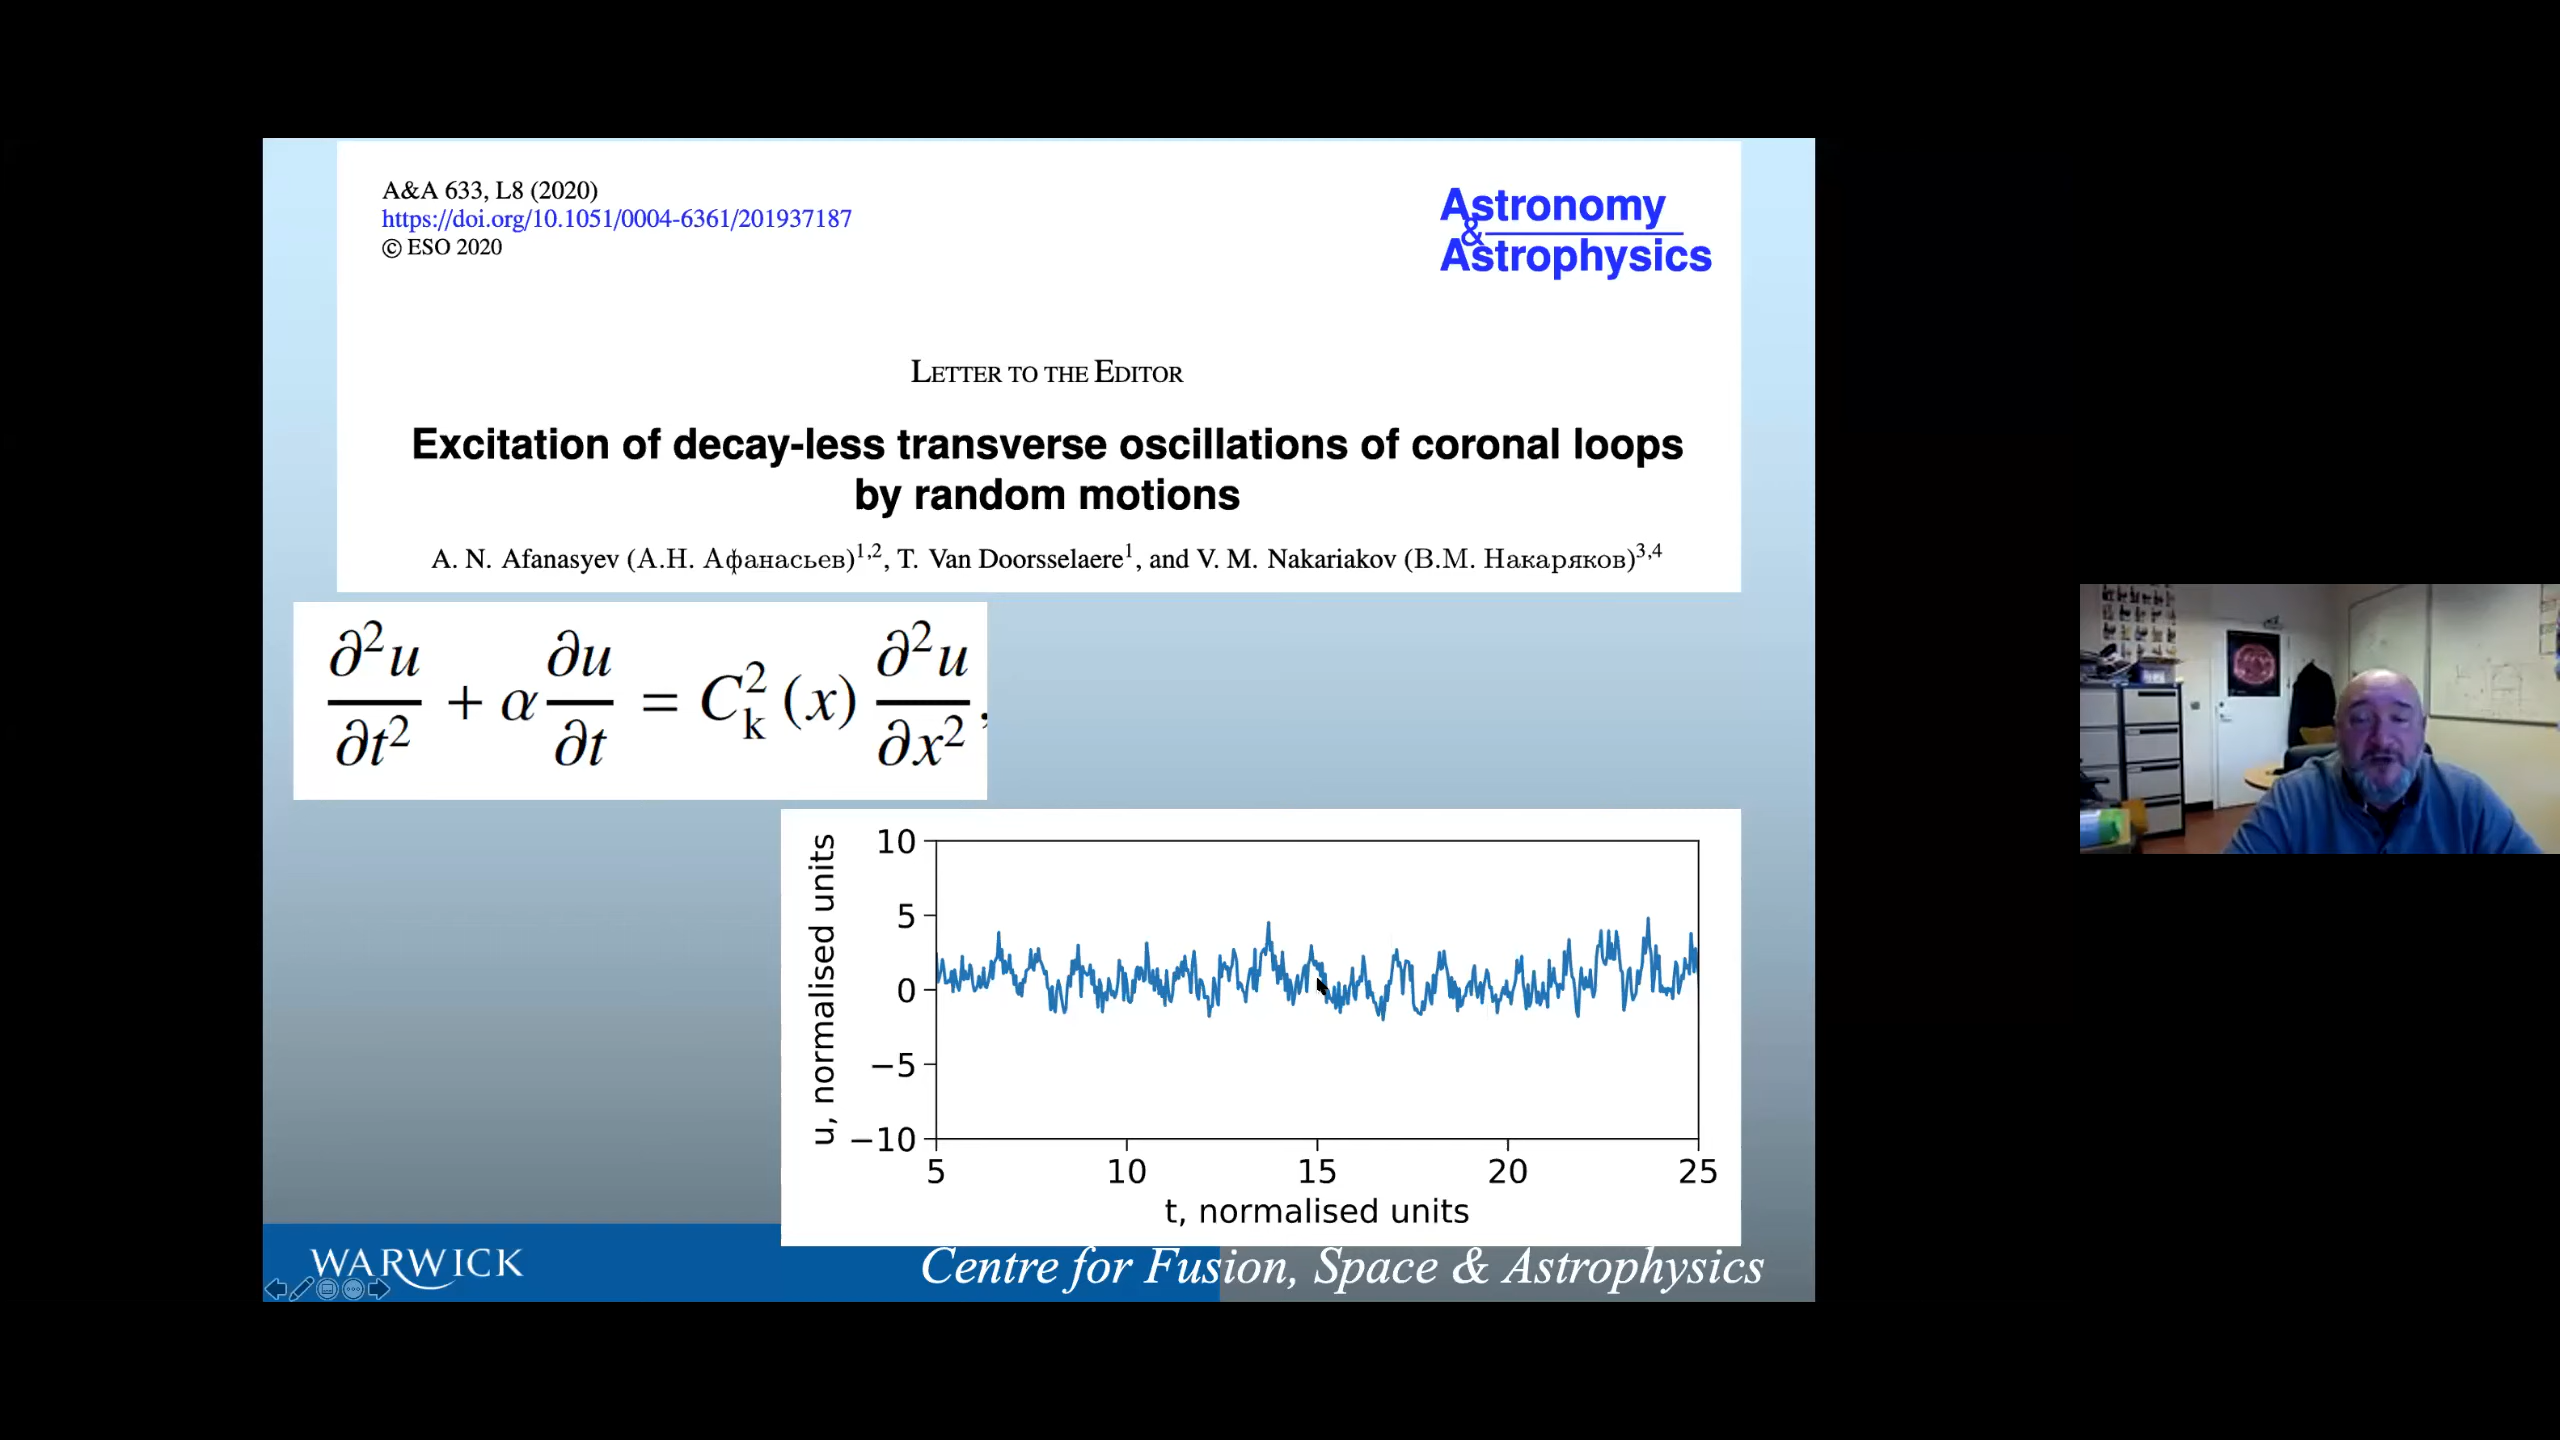 A&A 633, L8 (2020)
https://doi.org/10.1051/0004-6361/201937187
© ESO 2020
Astronomy
&
Astrophysics
LETTER TO THE EDITOR
Excitation of decay-less transverse oscillations of coronal loops
by random motions
A. N. Afanasyev (А.Н. Афанасьев)1,2, T. Van Doorsselaere1, and V. M. Nakariakov (В.М. Накаряков)3,4
∂²u/∂t² + α ∂u/∂t = C²ₖ (x) ∂²u/∂x²,
u, normalised units
10
5
0
−5
−10
5 10 15 20 25
t, normalised units
WARWICK
Centre for Fusion, Space & Astrophysics